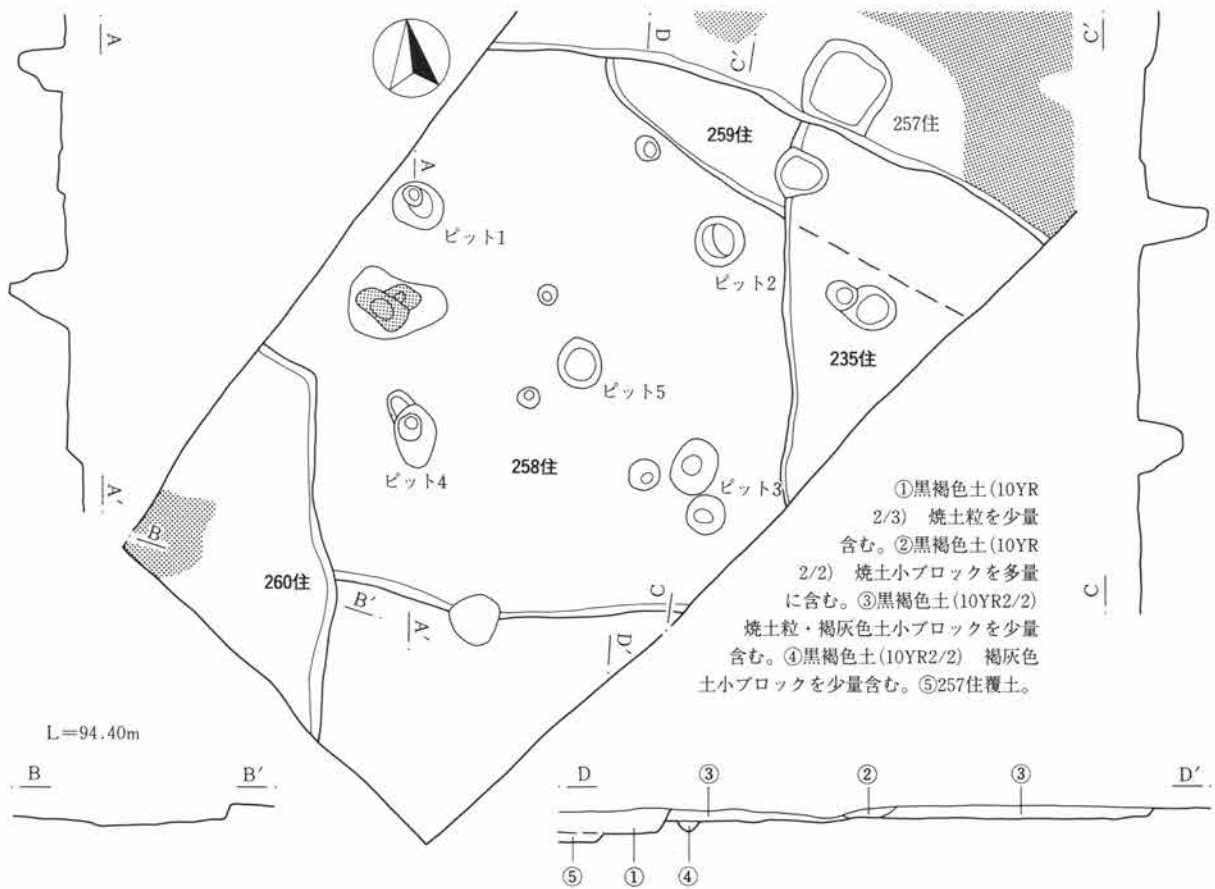 A
D
C′
C′
257住
259住
A
ピット1
ピット2
235住
ピット5
258住
ピット4
ピット3
A′
B
260住
B′
A′
D′
C
C
①黒褐色土(10YR
2/3) 焼土粒を少量
含む。②黒褐色土(10YR
2/2) 焼土小ブロックを多量
に含む。③黒褐色土(10YR2/2)
焼土粒・褐灰色土小ブロックを少量
含む。④黒褐色土(10YR2/2) 褐灰色
土小ブロックを少量含む。⑤257住覆土。
L=94.40m
B
B′
D
③
②
③
D′
⑤
①
④